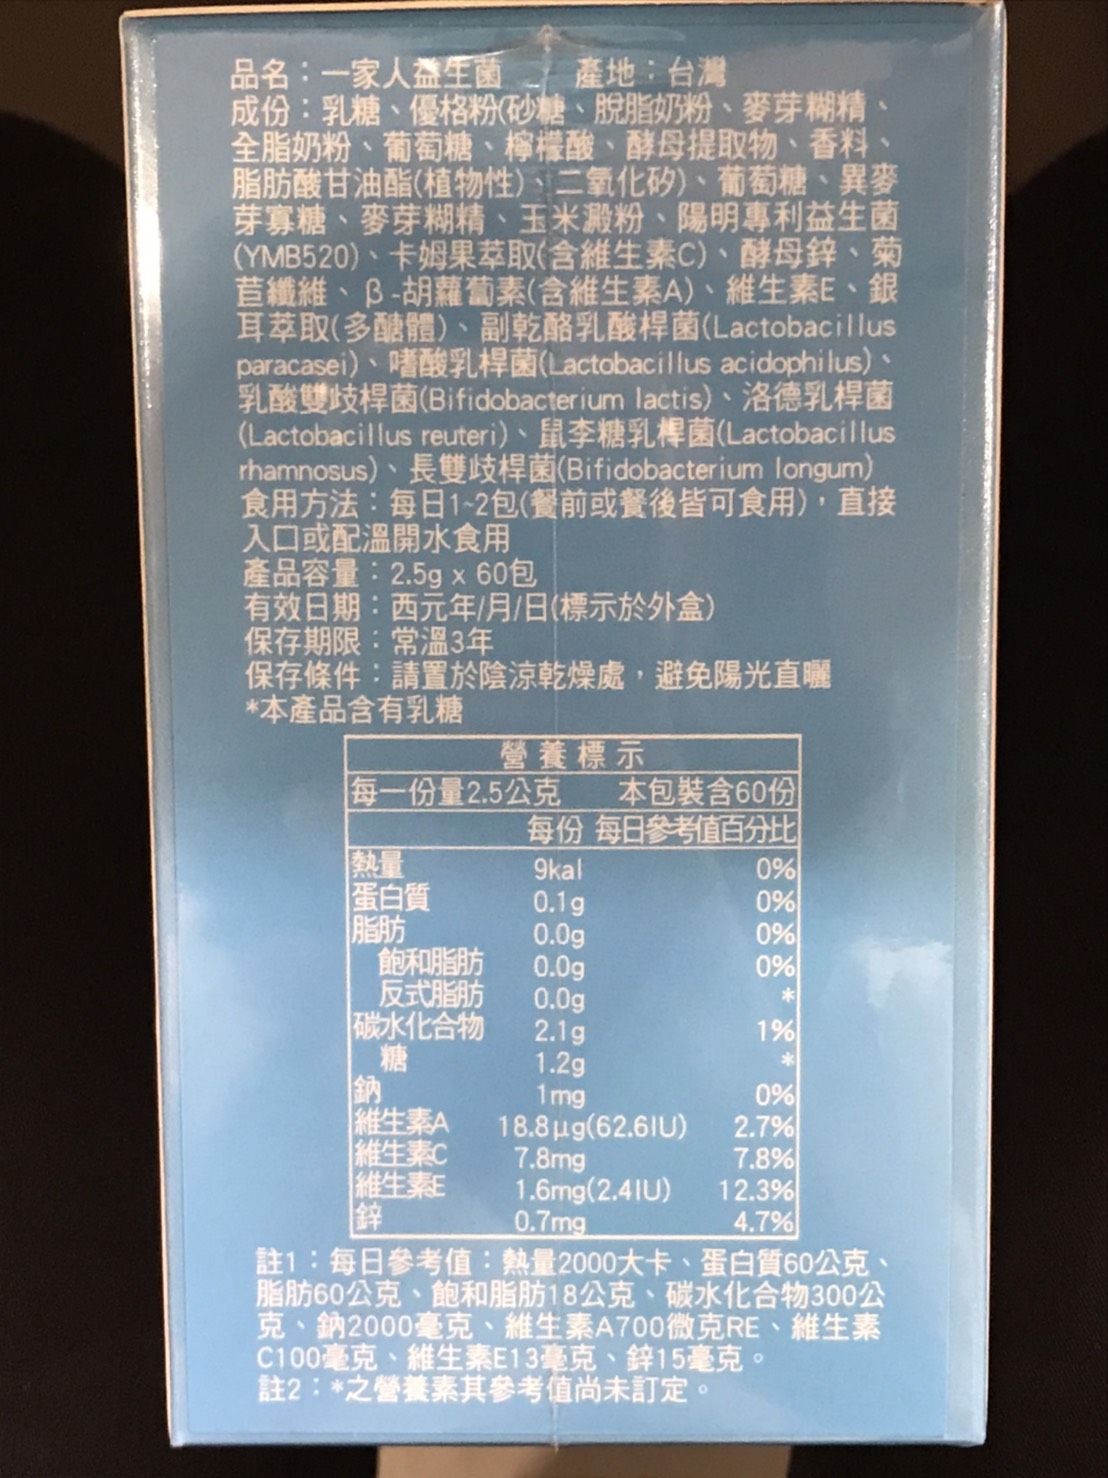 品名：一家人益生菌　　產地：台灣
成份：乳糖、優格粉(砂糖、脫脂奶粉、麥芽糊精、
全脂奶粉、葡萄糖、檸檬酸、酵母提取物、香料、
脂肪酸甘油酯(植物性)、二氧化矽)、葡萄糖、異麥
芽寡糖、麥芽糊精、玉米澱粉、陽明專利益生菌
(YMB520)、卡姆果萃取(含維生素C)、酵母鋅、菊
苣纖維、β-胡蘿蔔素(含維生素A)、維生素E、銀
耳萃取(多醣體)、副乾酪乳酸桿菌(Lactobacillus
paracasei)、嗜酸乳桿菌(Lactobacillus acidophilus)、
乳酸雙歧桿菌(Bifidobacterium lactis)、洛德乳桿菌
(Lactobacillus reuteri)、鼠李糖乳桿菌(Lactobacillus
rhamnosus)、長雙歧桿菌(Bifidobacterium longum)
食用方法：每日1~2包(餐前或餐後皆可食用)，直接
入口或配溫開水食用
產品容量：2.5g x 60包
有效日期：西元年/月/日(標示於外盒)
保存期限：常溫3年
保存條件：請置於陰涼乾燥處，避免陽光直曬
*本產品含有乳糖
營養標示
每一份量2.5公克　本包裝含60份
每份 每日參考值百分比
熱量 9kal 0%
蛋白質 0.1g 0%
脂肪 0.0g 0%
飽和脂肪 0.0g 0%
反式脂肪 0.0g *
碳水化合物 2.1g 1%
糖 1.2g *
鈉 1mg 0%
維生素A 18.8μg(62.6IU) 2.7%
維生素C 7.8mg 7.8%
維生素E 1.6mg(2.4IU) 12.3%
鋅 0.7mg 4.7%
註1：每日參考值：熱量2000大卡、蛋白質60公克、
脂肪60公克、飽和脂肪18公克、碳水化合物300公
克、鈉2000毫克、維生素A700微克RE、維生素
C100毫克、維生素E13毫克、鋅15毫克。
註2：*之營養素其參考值尚未訂定。